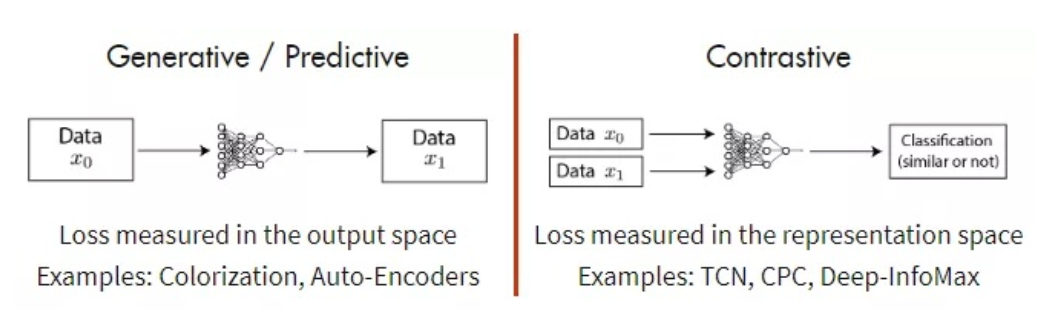 Generative / Predictive
Data
x₀
Data
x₁
Loss measured in the output space
Examples: Colorization, Auto-Encoders
Contrastive
Data x₀
Data x₁
Classification
(similar or not)
Loss measured in the representation space
Examples: TCN, CPC, Deep-InfoMax